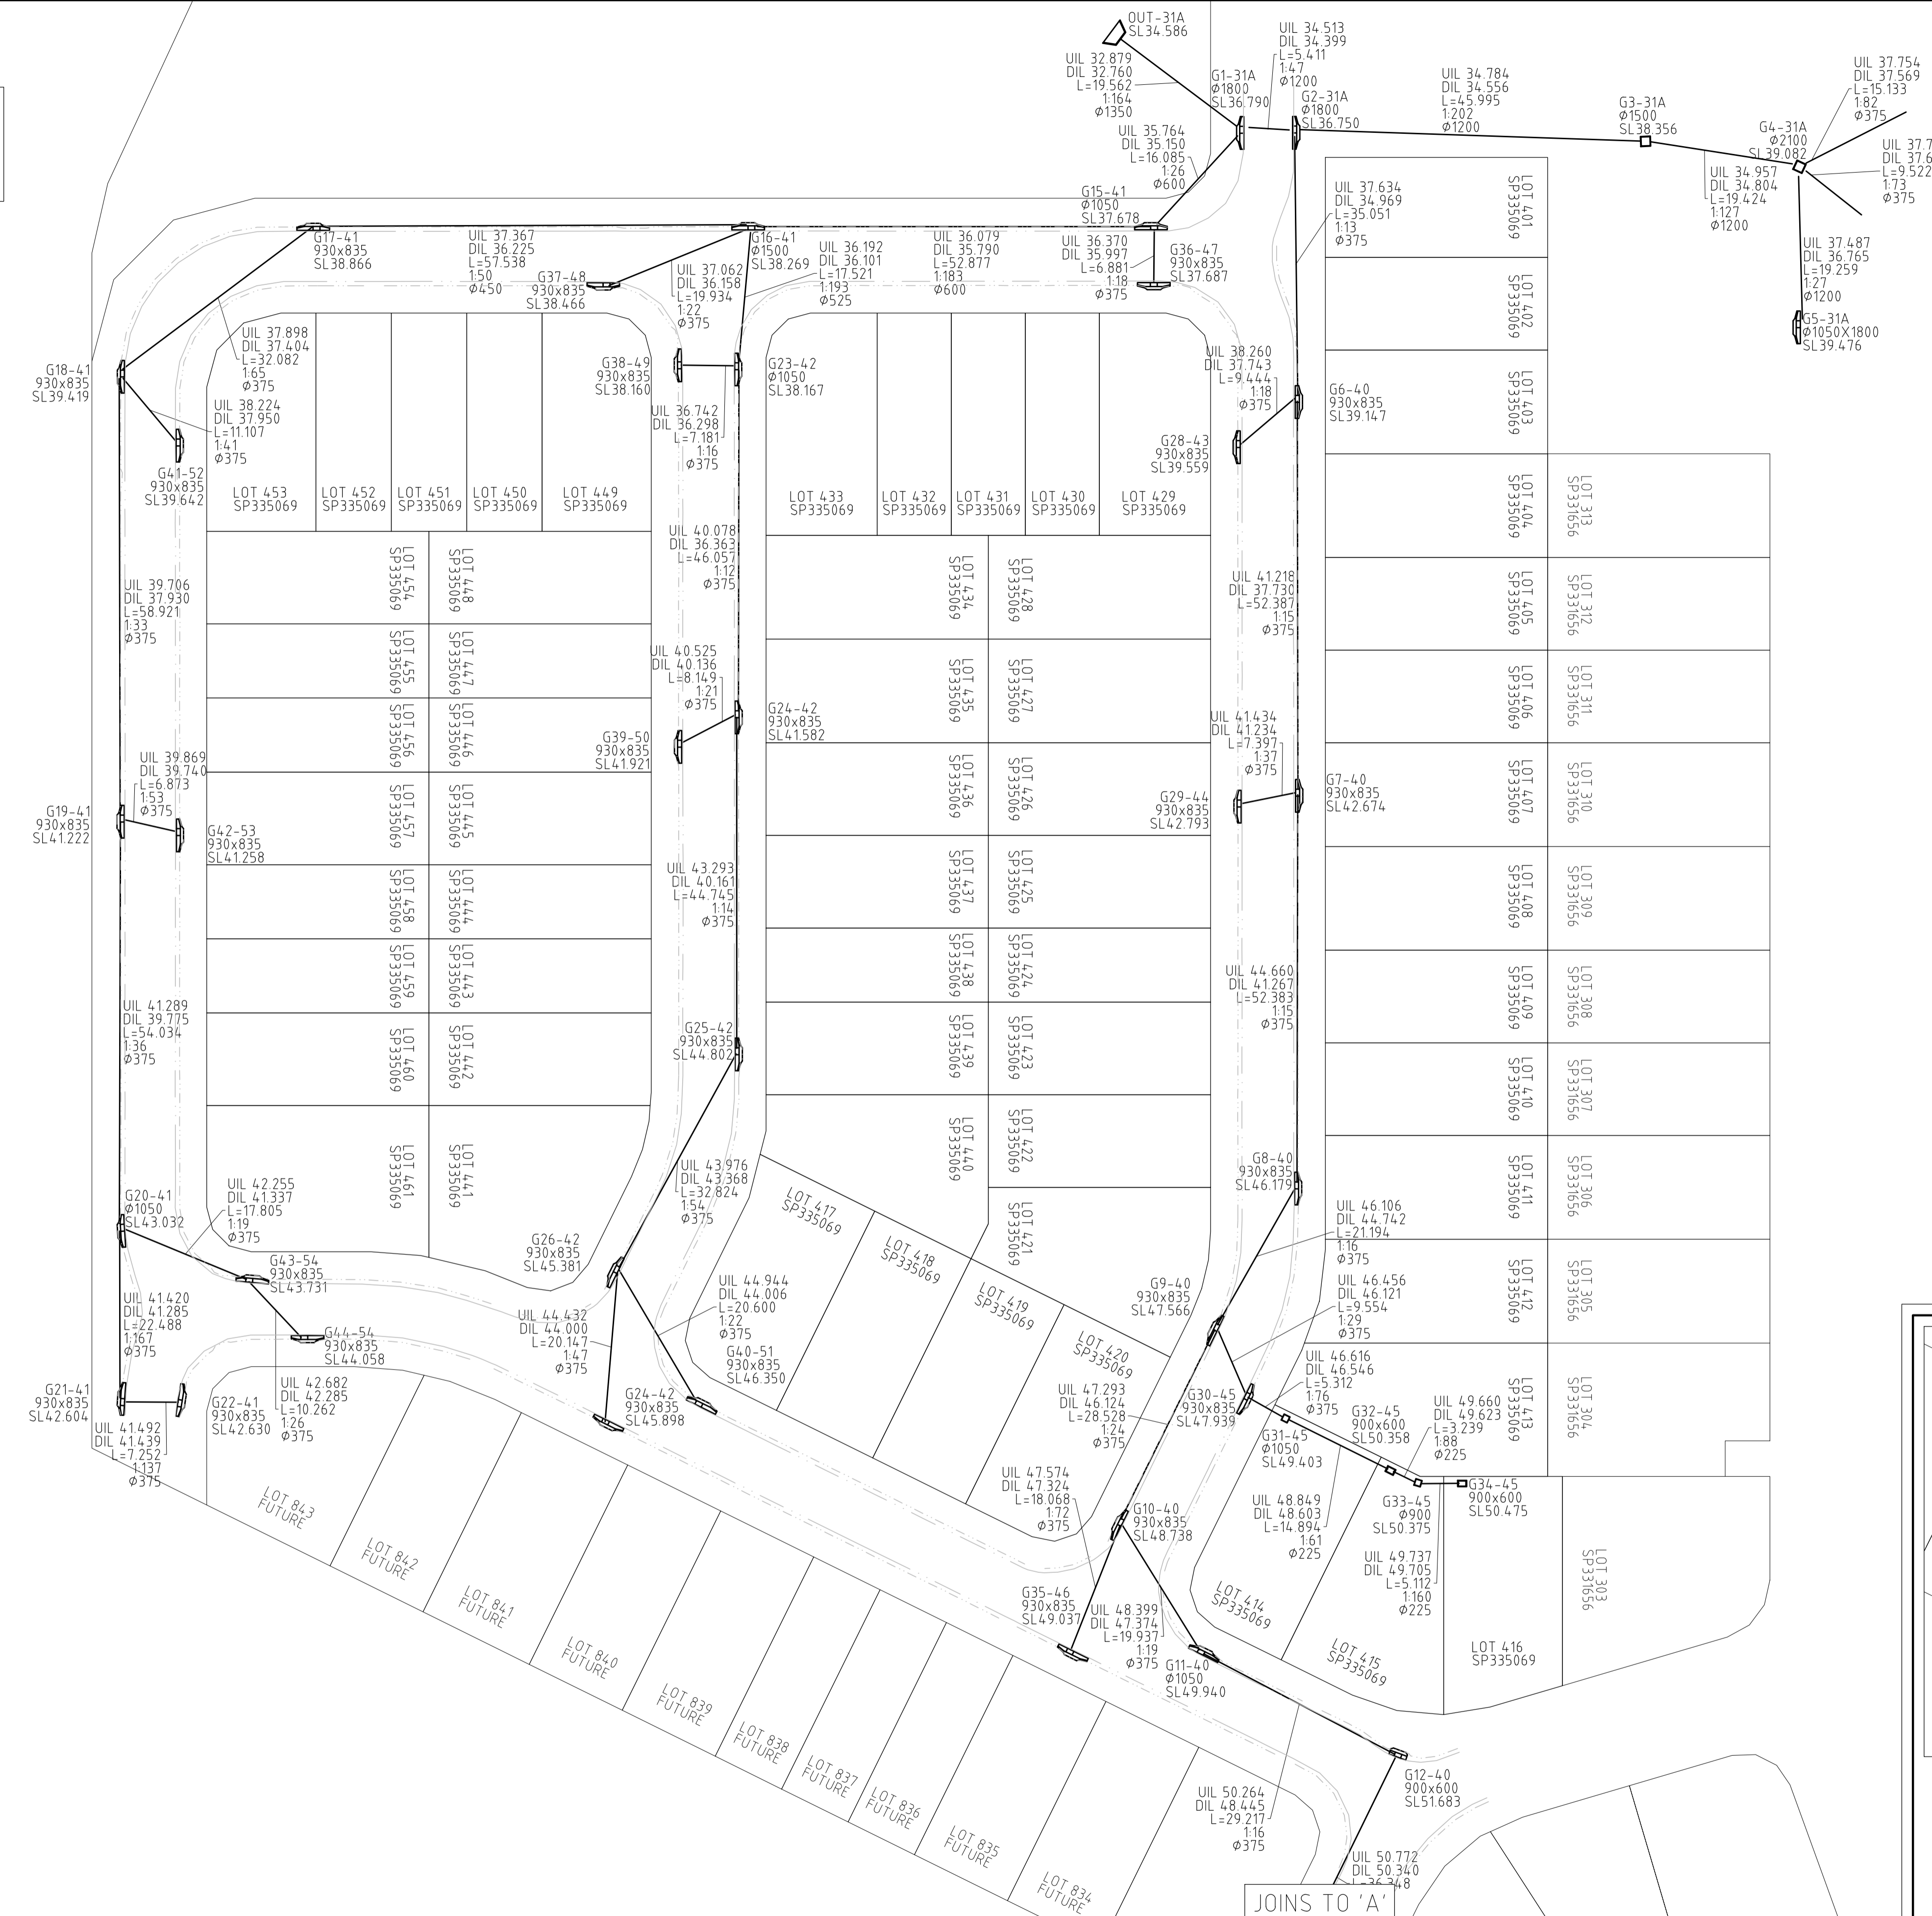 OUT-31A
SL34.586
UIL 34.513
DIL 34.399
L=5.411
1:47
Ø1200
UIL 32.879
DIL 32.760
L=19.562
1:164
Ø1350
G1-31A
Ø1800
SL36.790
G2-31A
Ø1800
SL36.750
UIL 34.784
DIL 34.556
L=45.995
1:202
Ø1200
G3-31A
Ø1500
SL38.356
G4-31A
Ø2100
SL39.082
UIL 37.754
DIL 37.569
L=15.133
1:82
Ø375
L=9.522
1:73
Ø375
UIL 34.957
DIL 34.804
L=19.424
1:127
Ø1200
UIL 37.487
DIL 36.765
L=19.259
1:27
Ø1200
G5-31A
Ø1050X1800
SL39.476
UIL 35.764
DIL 35.150
L=16.085
1:26
Ø600
G15-41
Ø1050
SL37.678
UIL 37.634
DIL 34.969
L=35.051
1:13
Ø375
G17-41
930x835
SL38.866
UIL 37.367
DIL 36.225
L=57.538
1:50
Ø450
G37-48
930x835
SL38.466
G16-41
Ø1500
SL38.269
UIL 37.062
DIL 36.158
L=19.934
1:22
Ø375
UIL 36.192
DIL 36.101
L=17.521
1:193
Ø525
UIL 36.079
DIL 35.790
L=52.877
1:183
Ø600
UIL 36.370
DIL 35.997
L=6.881
1:18
Ø375
G36-47
930x835
SL37.687
G18-41
930x835
SL39.419
UIL 37.898
DIL 37.404
L=32.082
1:65
Ø375
UIL 38.224
DIL 37.950
L=11.107
1:41
Ø375
G41-52
930x835
SL39.642
G38-49
930x835
SL38.160
G23-42
Ø1050
SL38.167
UIL 36.742
DIL 36.298
L=7.181
1:16
Ø375
UIL 38.260
DIL 37.743
L=9.444
1:18
Ø375
G28-43
930x835
SL39.559
G6-40
930x835
SL39.147
LOT 453
SP335069
LOT 452
SP335069
LOT 451
SP335069
LOT 450
SP335069
LOT 449
SP335069
LOT 433
SP335069
LOT 432
SP335069
LOT 431
SP335069
LOT 430
SP335069
LOT 429
SP335069
LOT 401
SP335069
LOT 402
SP335069
LOT 403
SP335069
LOT 404
SP335069
LOT 405
SP335069
LOT 406
SP335069
LOT 407
SP335069
LOT 408
SP335069
LOT 409
SP335069
LOT 410
SP335069
LOT 411
SP335069
LOT 412
SP335069
LOT 413
SP335069
LOT 313
SP331656
LOT 312
SP331656
LOT 311
SP331656
LOT 310
SP331656
LOT 309
SP331656
LOT 308
SP331656
LOT 307
SP331656
LOT 306
SP331656
LOT 305
SP331656
LOT 304
SP331656
LOT 303
SP331656
UIL 40.078
DIL 36.363
L=46.057
1:12
Ø375
UIL 41.218
DIL 37.730
L=52.387
1:15
Ø375
UIL 39.706
DIL 37.930
L=58.921
1:33
Ø375
LOT 454
SP335069
LOT 448
SP335069
LOT 455
SP335069
LOT 447
SP335069
LOT 456
SP335069
LOT 446
SP335069
LOT 457
SP335069
LOT 445
SP335069
LOT 458
SP335069
LOT 444
SP335069
LOT 459
SP335069
LOT 443
SP335069
LOT 460
SP335069
LOT 442
SP335069
LOT 461
SP335069
LOT 441
SP335069
LOT 434
SP335069
LOT 428
SP335069
LOT 435
SP335069
LOT 427
SP335069
LOT 436
SP335069
LOT 426
SP335069
LOT 437
SP335069
LOT 425
SP335069
LOT 438
SP335069
LOT 424
SP335069
LOT 439
SP335069
LOT 423
SP335069
LOT 440
SP335069
LOT 422
SP335069
LOT 421
SP335069
UIL 40.525
DIL 40.136
L=8.149
1:21
Ø375
G39-50
930x835
SL41.921
G24-42
930x835
SL41.582
UIL 41.434
DIL 41.234
L=7.397
1:37
Ø375
G29-44
930x835
SL42.793
G7-40
930x835
SL42.674
G19-41
930x835
SL41.222
UIL 39.869
DIL 39.740
L=6.873
1:53
Ø375
G42-53
930x835
SL41.258
UIL 43.293
DIL 40.161
L=44.745
1:14
Ø375
UIL 44.660
DIL 41.267
L=52.383
1:15
Ø375
UIL 41.289
DIL 39.775
L=54.034
1:36
Ø375
G25-42
930x835
SL44.802
G8-40
930x835
SL46.179
UIL 43.976
DIL 43.368
L=32.824
1:54
Ø375
G20-41
Ø1050
SL43.032
UIL 42.255
DIL 41.337
L=17.805
1:19
Ø375
G43-54
930x835
SL43.731
G26-42
930x835
SL45.381
LOT 417
SP335069
LOT 418
SP335069
LOT 419
SP335069
LOT 420
SP335069
UIL 46.106
DIL 44.742
L=21.194
1:16
Ø375
G9-40
930x835
SL47.566
UIL 46.456
DIL 46.121
L=9.554
1:29
Ø375
UIL 41.420
DIL 41.285
L=22.488
1:167
Ø375
G44-54
930x835
SL44.058
UIL 44.432
DIL 44.000
L=20.147
1:47
Ø375
UIL 44.944
DIL 44.006
L=20.600
1:22
Ø375
G40-51
930x835
SL46.350
G21-41
930x835
SL42.604
G22-41
930x835
SL42.630
UIL 42.682
DIL 42.285
L=10.262
1:26
Ø375
UIL 41.492
DIL 41.439
L=7.252
1:137
Ø375
G24-42
930x835
SL45.898
UIL 47.293
DIL 46.124
L=28.528
1:24
Ø375
G30-45
930x835
SL47.939
UIL 46.616
DIL 46.546
L=5.312
1:76
Ø375
G32-45
900x600
SL50.358
UIL 49.660
DIL 49.623
L=3.239
1:88
Ø225
G31-45
Ø1050
SL49.403
G34-45
900x600
SL50.475
G33-45
Ø900
SL50.375
UIL 48.849
DIL 48.603
L=14.894
1:61
Ø225
UIL 49.737
DIL 49.705
L=5.112
1:160
Ø225
UIL 47.574
DIL 47.324
L=18.068
1:72
Ø375
G10-40
930x835
SL48.738
LOT 843
FUTURE
LOT 842
FUTURE
LOT 841
FUTURE
LOT 840
FUTURE
LOT 839
FUTURE
LOT 838
FUTURE
LOT 837
FUTURE
LOT 836
FUTURE
LOT 835
FUTURE
LOT 834
FUTURE
G35-46
930x835
SL49.037
UIL 48.399
DIL 47.374
L=19.937
1:19
Ø375
G11-40
Ø1050
SL49.940
LOT 414
SP335069
LOT 415
SP335069
LOT 416
SP335069
G12-40
900x600
SL51.683
UIL 50.264
DIL 48.445
L=29.217
1:16
Ø375
UIL 50.772
DIL 50.340
L=36.348
JOINS TO 'A'